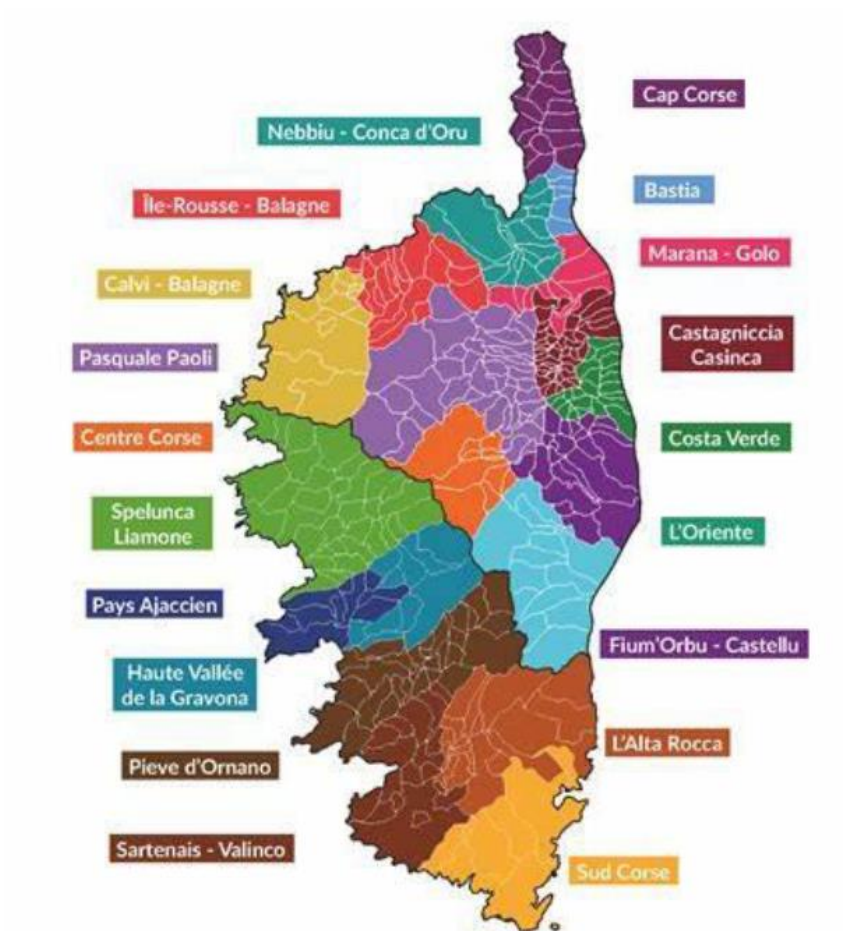 Cap Corse
Nebbiu - Conca d'Oru
Bastia
Île-Rousse - Balagne
Marana - Golo
Calvi - Balagne
Castagniccia
Casinca
Pasquale Paoli
Centre Corse
Costa Verde
Spelunca
Liamone
L'Oriente
Pays Ajaccien
Fium'Orbu - Castellu
Haute Vallée
de la Gravona
L'Alta Rocca
Pieve d'Ornano
Sartenais - Valinco
Sud Corse